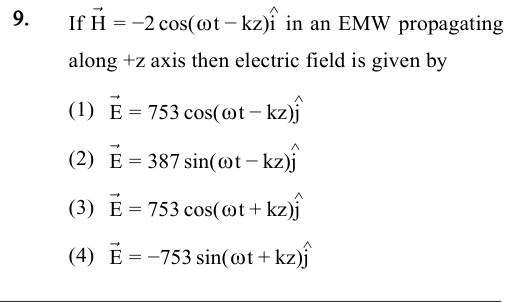 9. If H⃗ = −2 cos(ωt − kz)î in an EMW propagating
along +z axis then electric field is given by
(1) E⃗ = 753 cos(ωt − kz)ĵ
(2) E⃗ = 387 sin(ωt − kz)ĵ
(3) E⃗ = 753 cos(ωt + kz)ĵ
(4) E⃗ = −753 sin(ωt + kz)ĵ